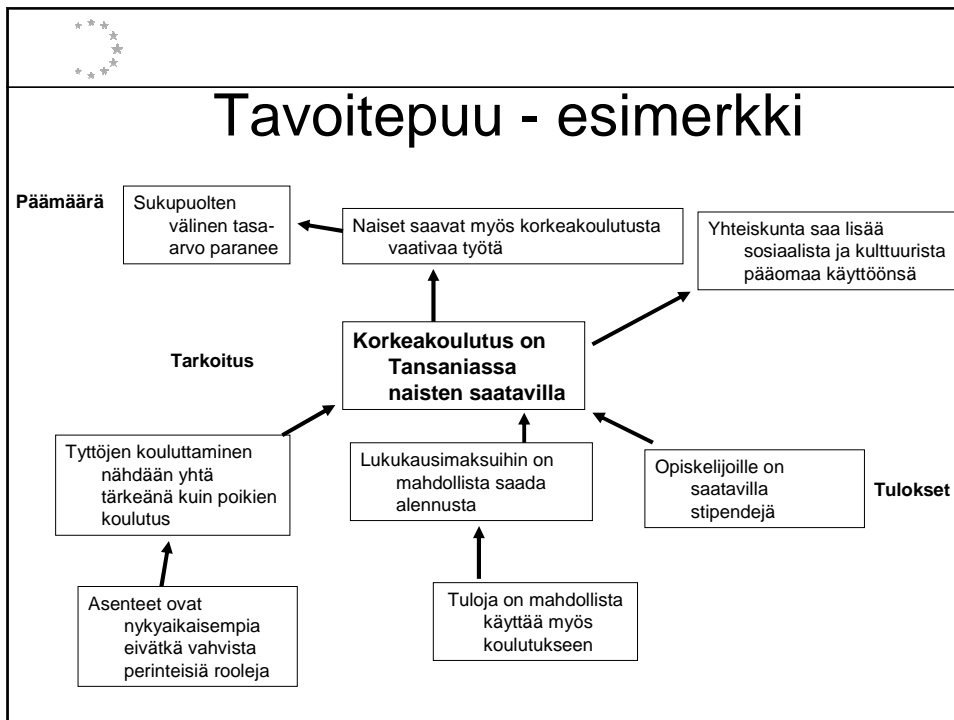 Tavoitepuu - esimerkki
Päämäärä
Sukupuolten
välinen tasa-
arvo paranee
Naiset saavat myös korkeakoulutusta
vaativaa työtä
Yhteiskunta saa lisää
sosiaalista ja kulttuurista
pääomaa käyttöönsä
Tarkoitus
Korkeakoulutus on
Tansaniassa
naisten saatavilla
Tyttöjen kouluttaminen
nähdään yhtä
tärkeänä kuin poikien
koulutus
Lukukausimaksuihin on
mahdollista saada
alennusta
Opiskelijoille on
saatavilla
stipendejä
Tulokset
Asenteet ovat
nykyaikaisempia
eivätkä vahvista
perinteisiä rooleja
Tuloja on mahdollista
käyttää myös
koulutukseen